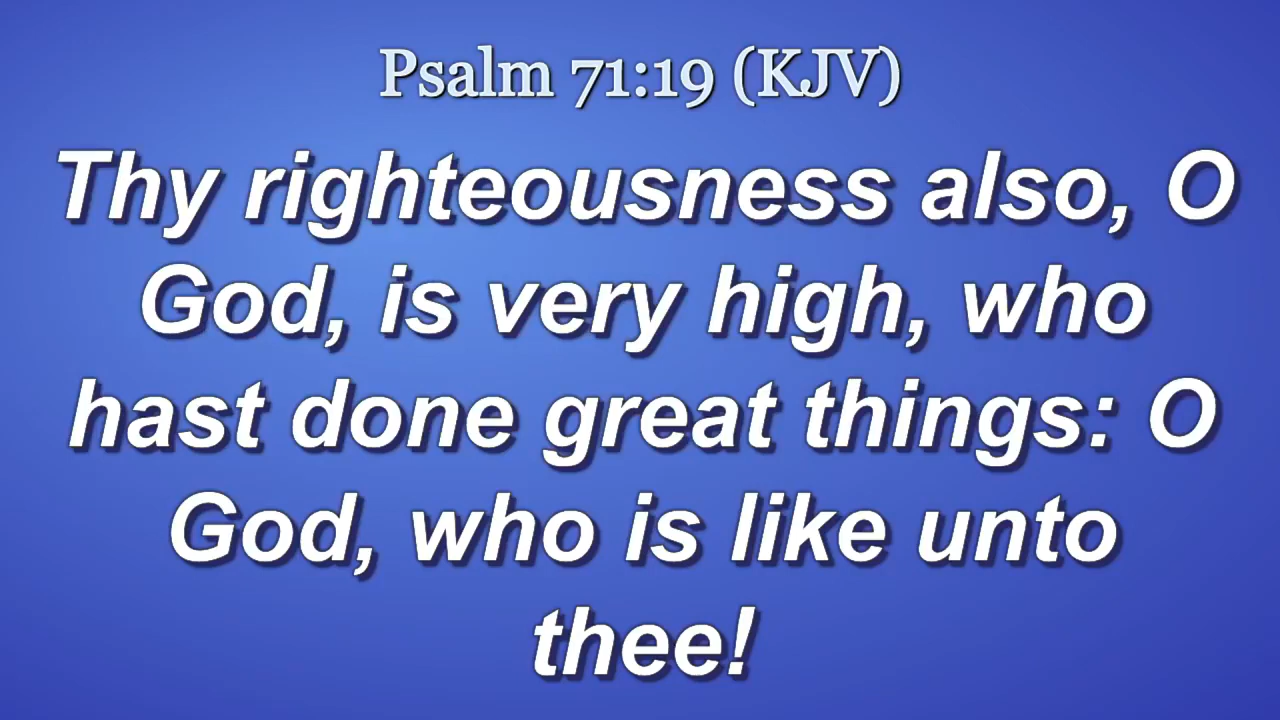 Psalm 71:19 (KJV)
Thy righteousness also, O
God, is very high, who
hast done great things: O
God, who is like unto
thee!